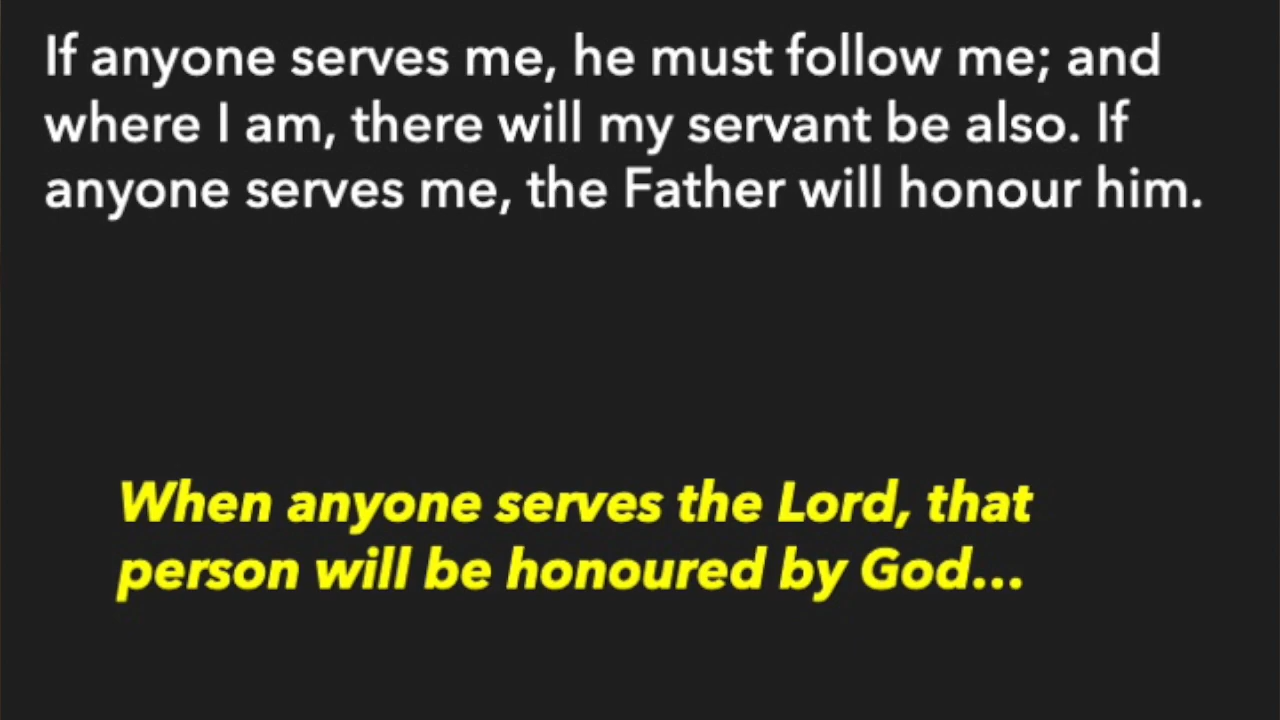 If anyone serves me, he must follow me; and
where I am, there will my servant be also. If
anyone serves me, the Father will honour him.
When anyone serves the Lord, that
person will be honoured by God...